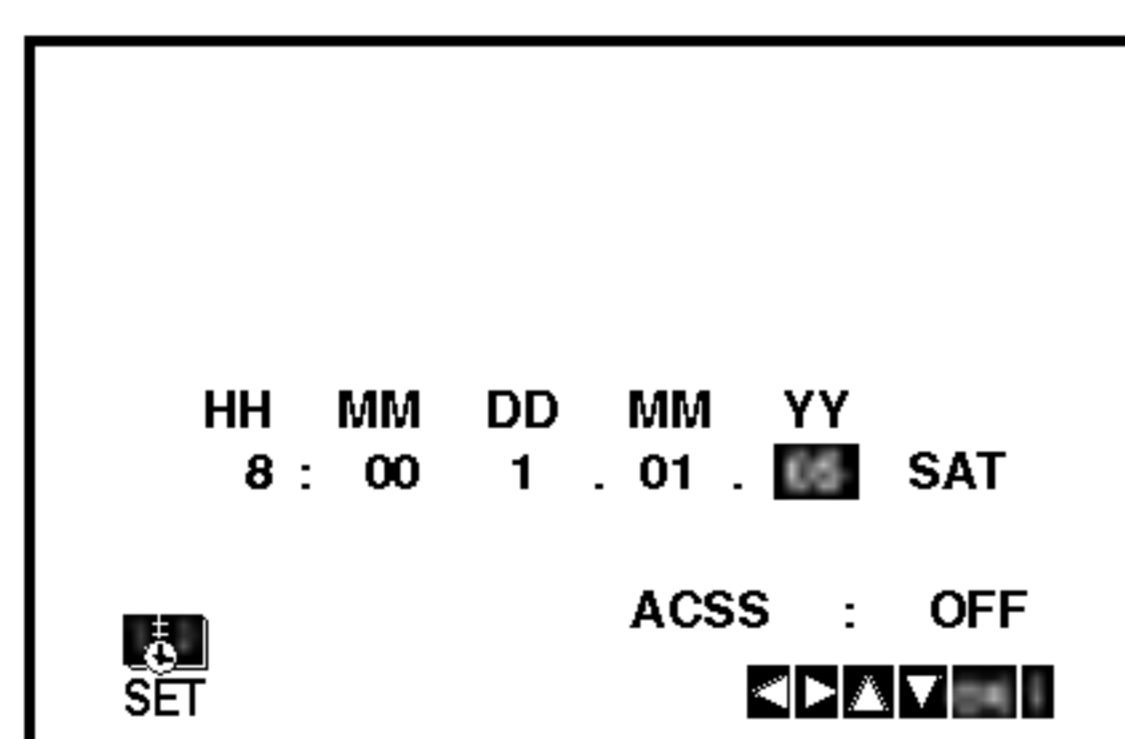 HH MM DD MM YY
8 : 00 1 . 01 . SAT
ACSS : OFF
SET